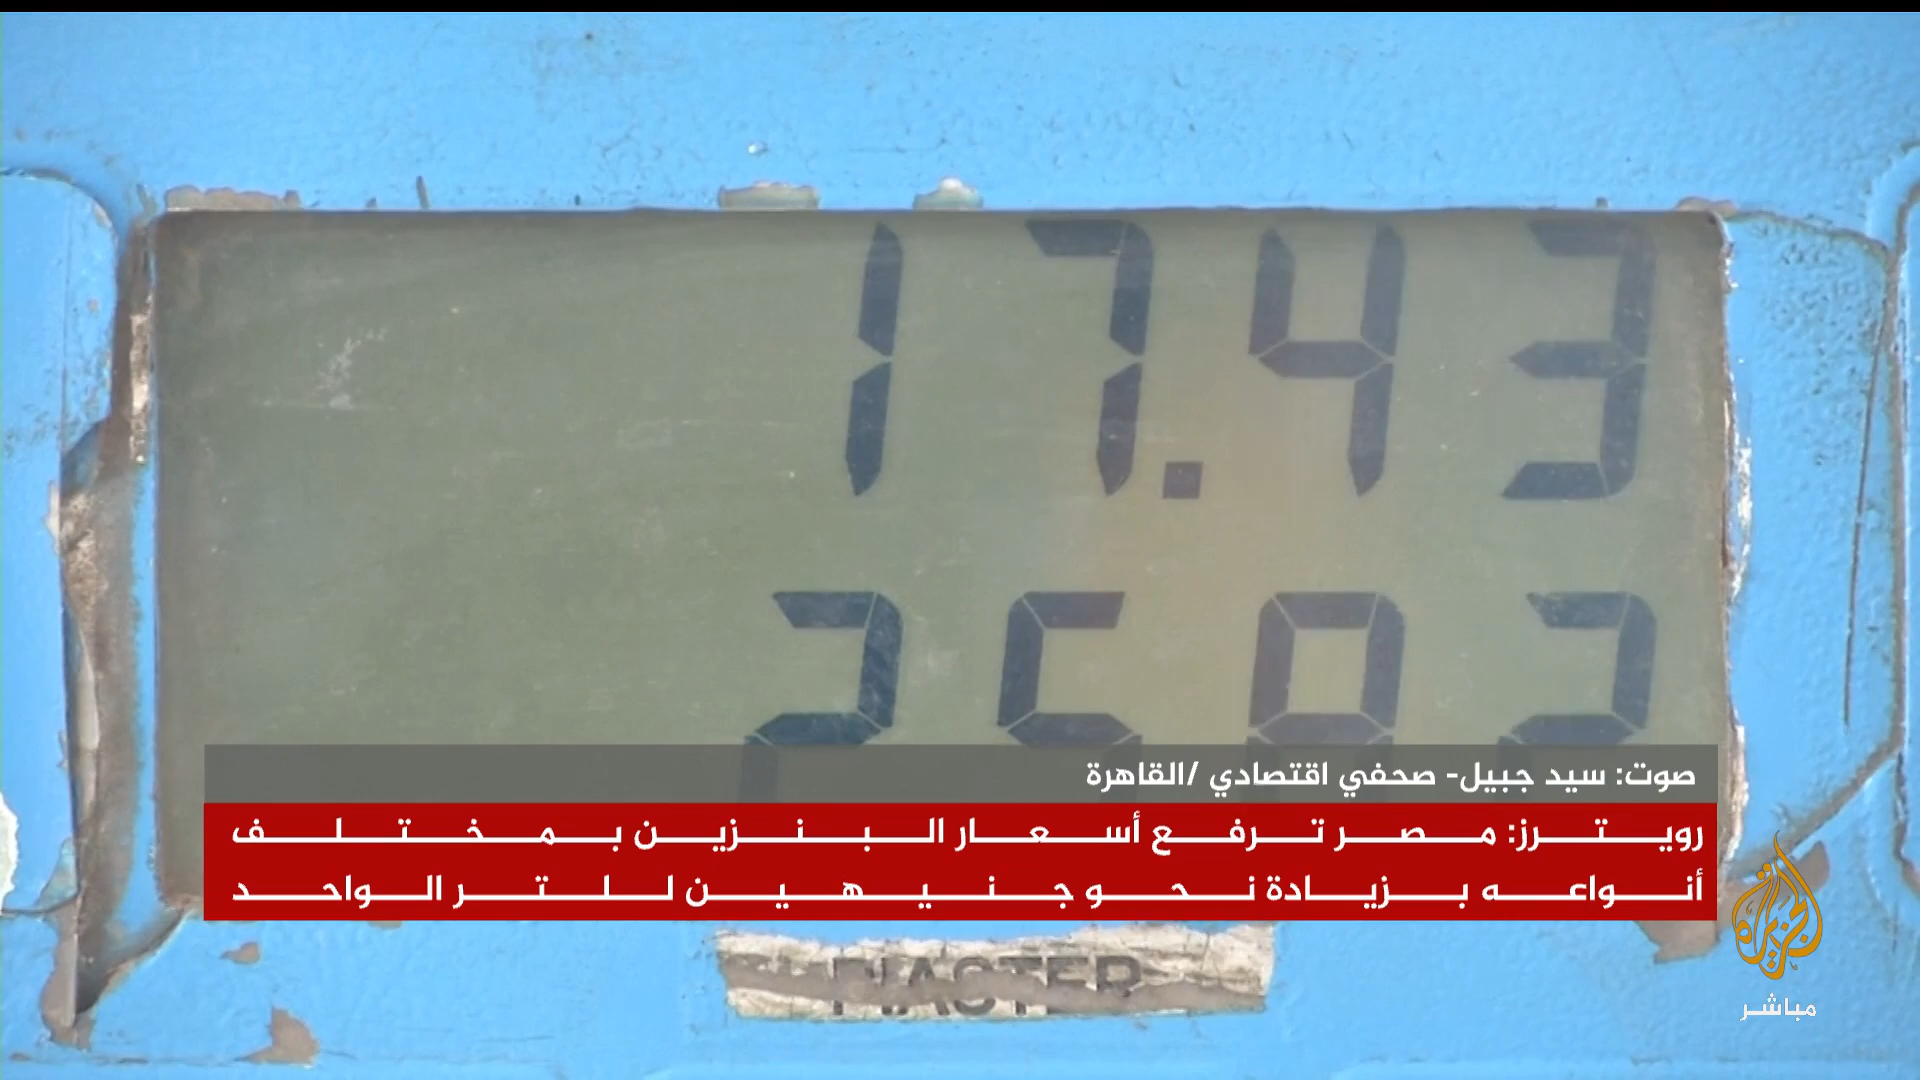 17.43
صوت: سيد جبيل- صحفي اقتصادي /القاهرة
رويترز: مصر ترفع أسعار البنزين بمختلف
أنواعه بزيادة نحو جنيهين للتر الواحد
الجزيرة
مباشر